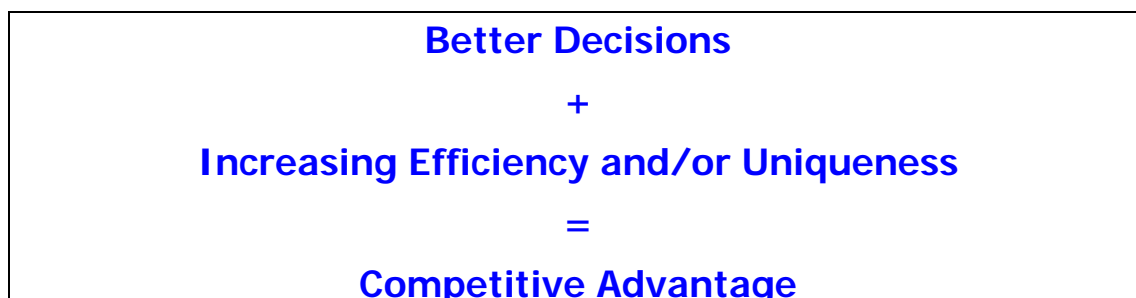 Better Decisions
+
Increasing Efficiency and/or Uniqueness
=
Competitive Advantage